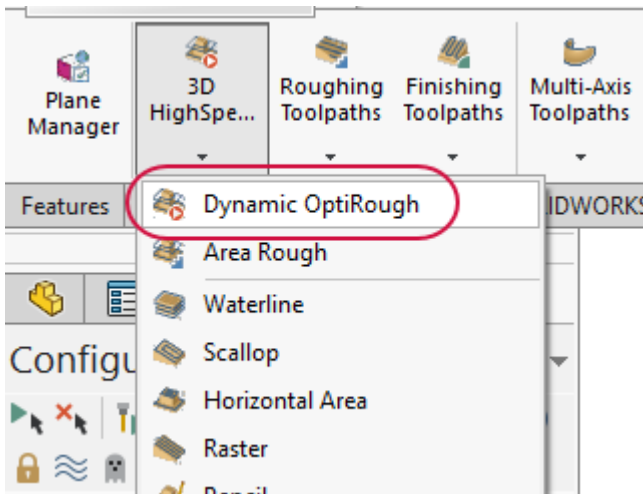 Plane
Manager
3D
HighSpe...
Roughing
Toolpaths
Finishing
Toolpaths
Multi-Axis
Toolpaths
Features
IDWORKS
Dynamic OptiRough
Area Rough
Waterline
Configu
Scallop
Horizontal Area
Raster
Pencil